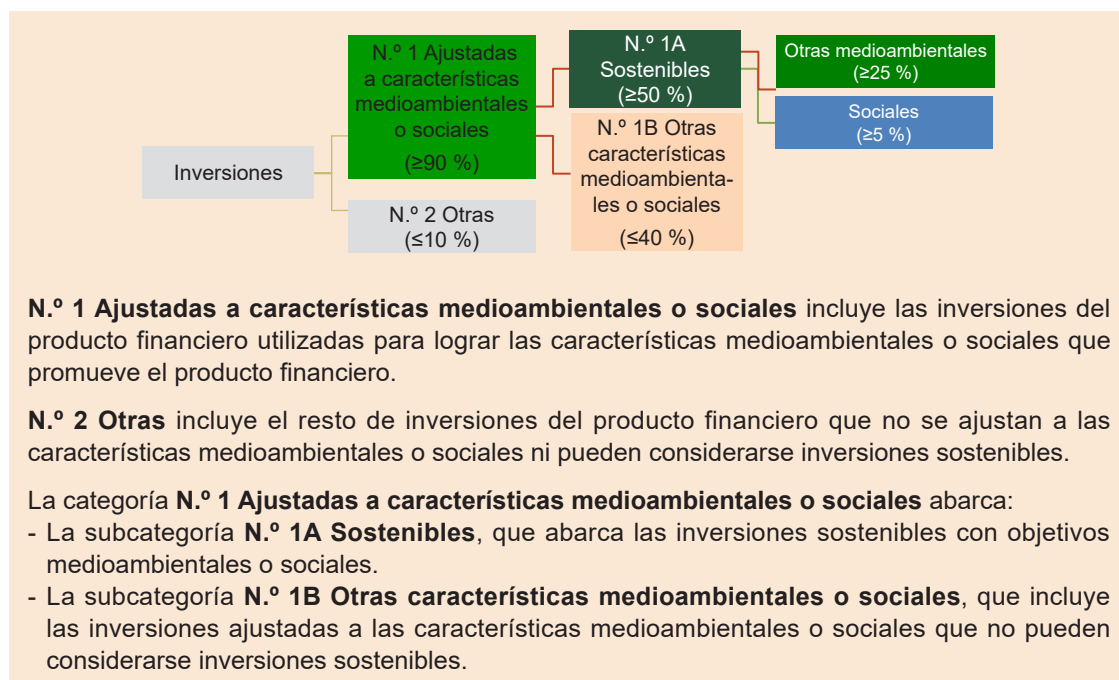 Inversiones
N.º 1 Ajustadas
a características
medioambientales
o sociales
(≥90 %)
N.º 2 Otras
(≤10 %)
N.º 1A
Sostenibles
(≥50 %)
N.º 1B Otras
características
medioambienta-
les o sociales
(≤40 %)
Otras medioambientales
(≥25 %)
Sociales
(≥5 %)
N.º 1 Ajustadas a características medioambientales o sociales incluye las inversiones del
producto financiero utilizadas para lograr las características medioambientales o sociales que
promueve el producto financiero.
N.º 2 Otras incluye el resto de inversiones del producto financiero que no se ajustan a las
características medioambientales o sociales ni pueden considerarse inversiones sostenibles.
La categoría N.º 1 Ajustadas a características medioambientales o sociales abarca:
- La subcategoría N.º 1A Sostenibles, que abarca las inversiones sostenibles con objetivos
medioambientales o sociales.
- La subcategoría N.º 1B Otras características medioambientales o sociales, que incluye
las inversiones ajustadas a las características medioambientales o sociales que no pueden
considerarse inversiones sostenibles.